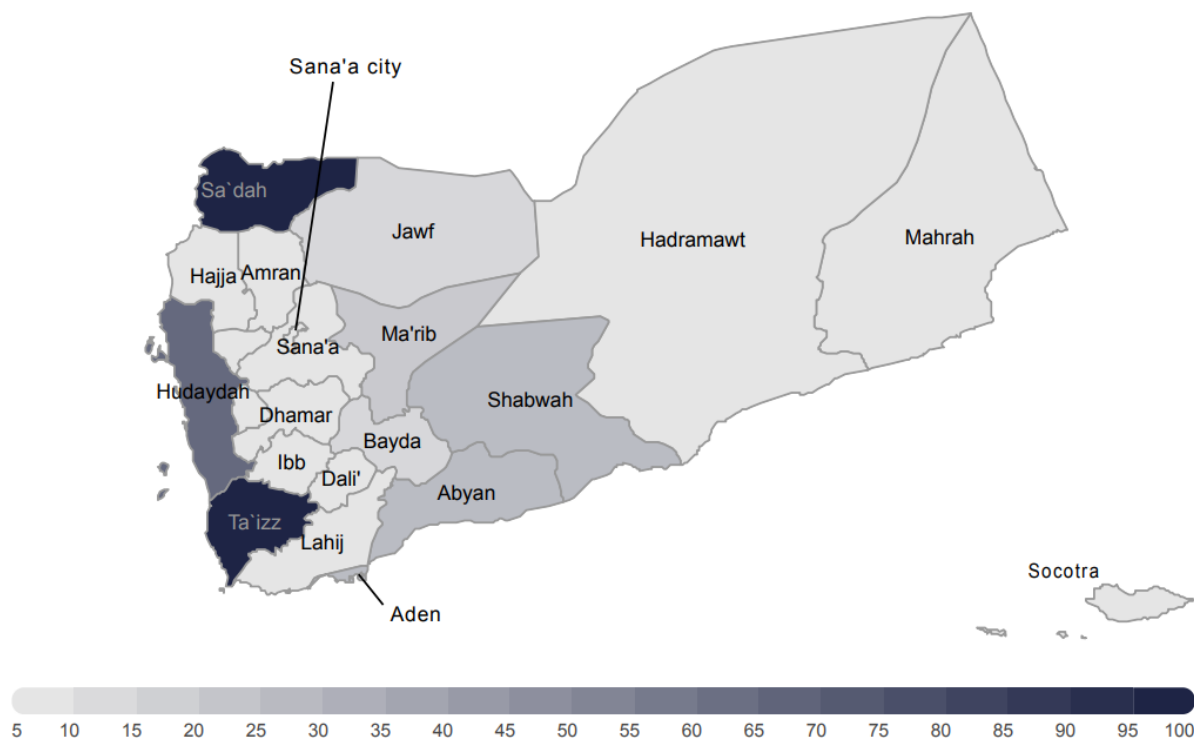 Sana'a city
Sa`dah
Jawf
Hadramawt
Mahrah
Hajja
Amran
Ma'rib
Sana'a
Hudaydah
Shabwah
Dhamar
Bayda
Ibb
Dali'
Abyan
Ta`izz
Lahij
Aden
Socotra
5 10 15 20 25 30 35 40 45 50 55 60 65 70 75 80 85 90 95 100